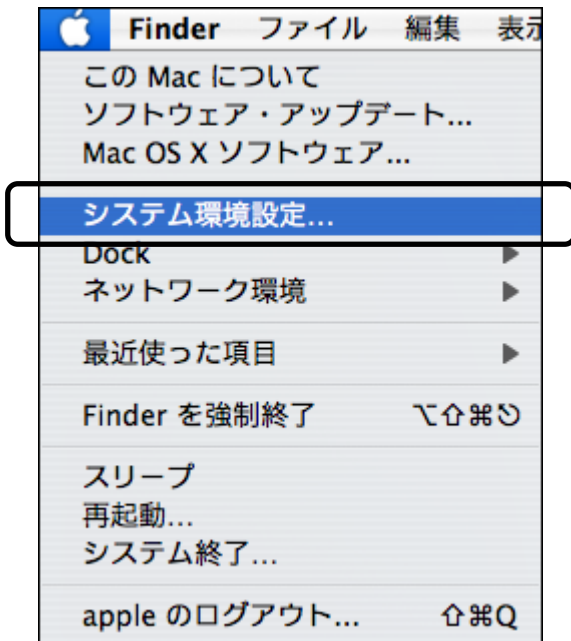 Finder ファイル 編集 表示
この Mac について
ソフトウェア・アップデート...
Mac OS X ソフトウェア...
システム環境設定...
Dock
ネットワーク環境
最近使った項目
Finder を強制終了 ⌥⇧⌘⎋
スリープ
再起動...
システム終了...
apple のログアウト... ⇧⌘Q